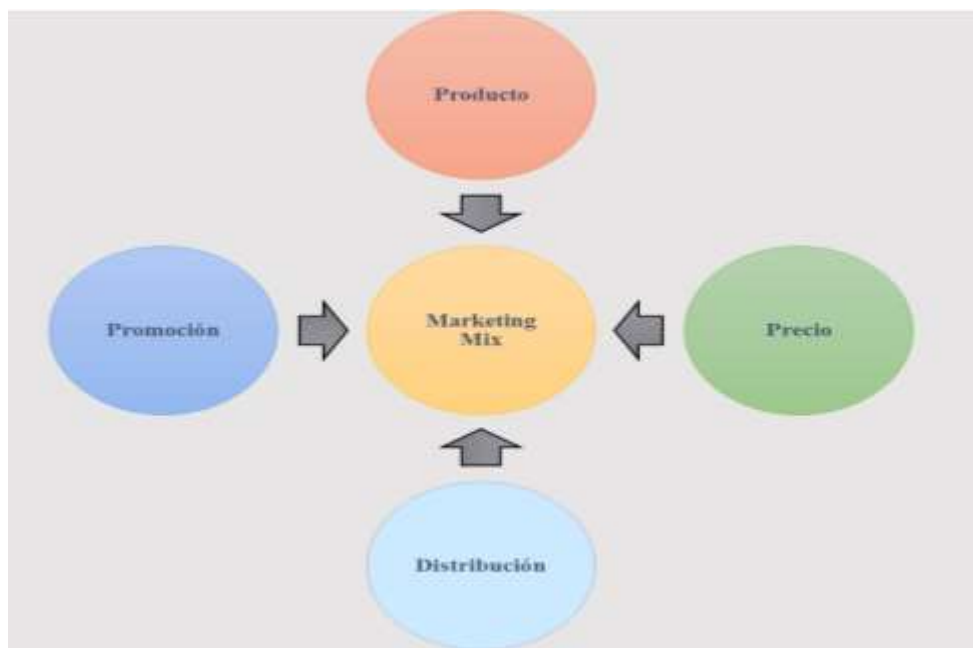 Producto
Promoción
Marketing
Mix
Precio
Distribución